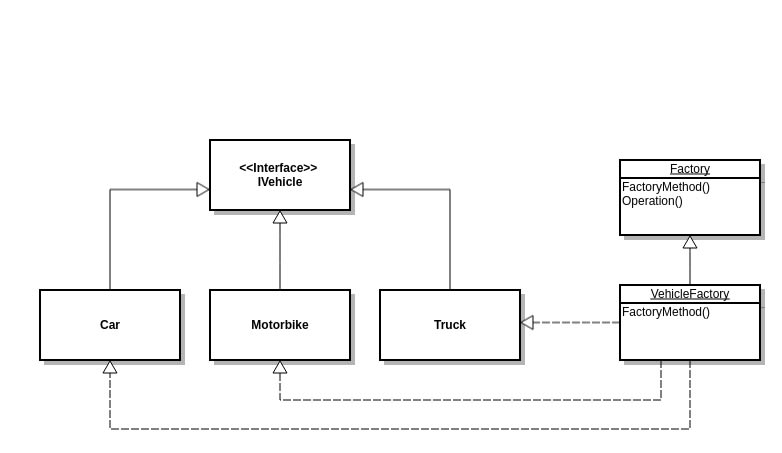 <<Interface>>
IVehicle
Factory
FactoryMethod()
Operation()
Car
Motorbike
Truck
VehicleFactory
FactoryMethod()